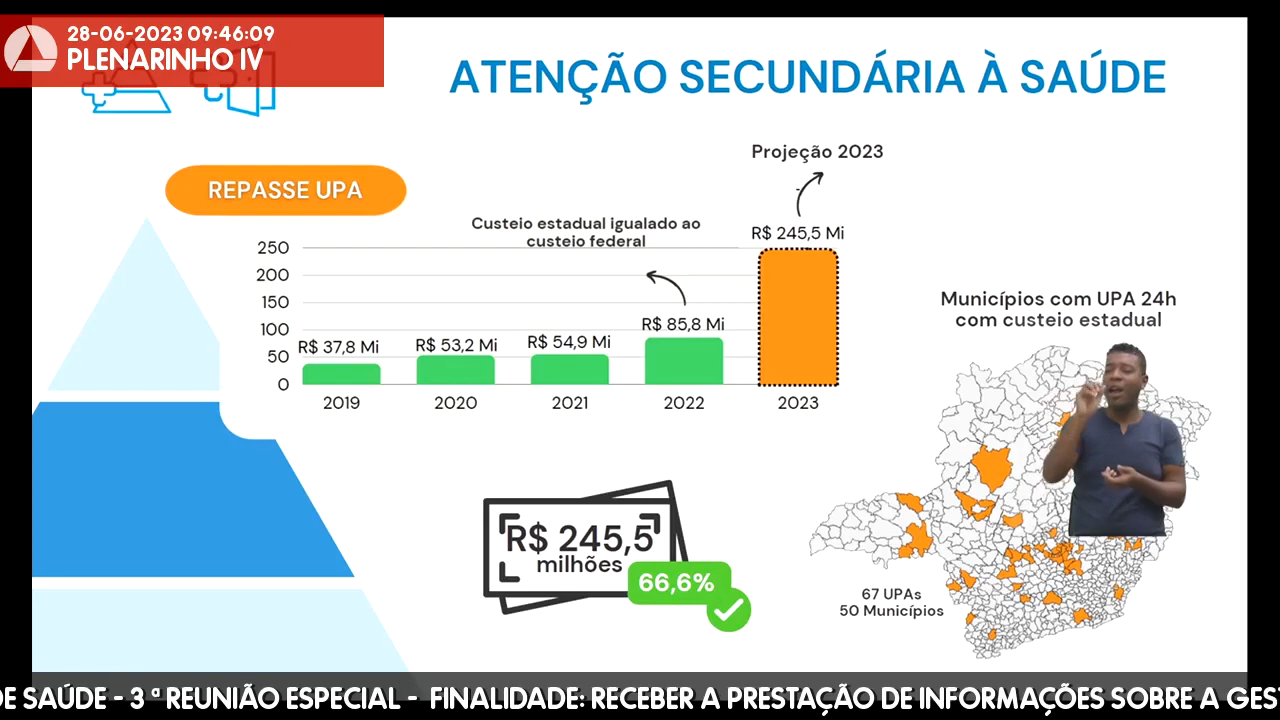 28-06-2023 09:46:09
PLENARINHO IV
ATENÇÃO SECUNDÁRIA À SAÚDE
Projeção 2023
REPASSE UPA
Custeio estadual igualado ao
custeio federal
R$ 245,5 Mi
250
200
150
100
50
0
R$ 37,8 Mi
R$ 53,2 Mi
R$ 54,9 Mi
R$ 85,8 Mi
2019
2020
2021
2022
2023
Municípios com UPA 24h
com custeio estadual
R$ 245,5
milhões
66,6%
67 UPAs
50 Municípios
DE SAÚDE - 3 ª REUNIÃO ESPECIAL - FINALIDADE: RECEBER A PRESTAÇÃO DE INFORMAÇÕES SOBRE A GES